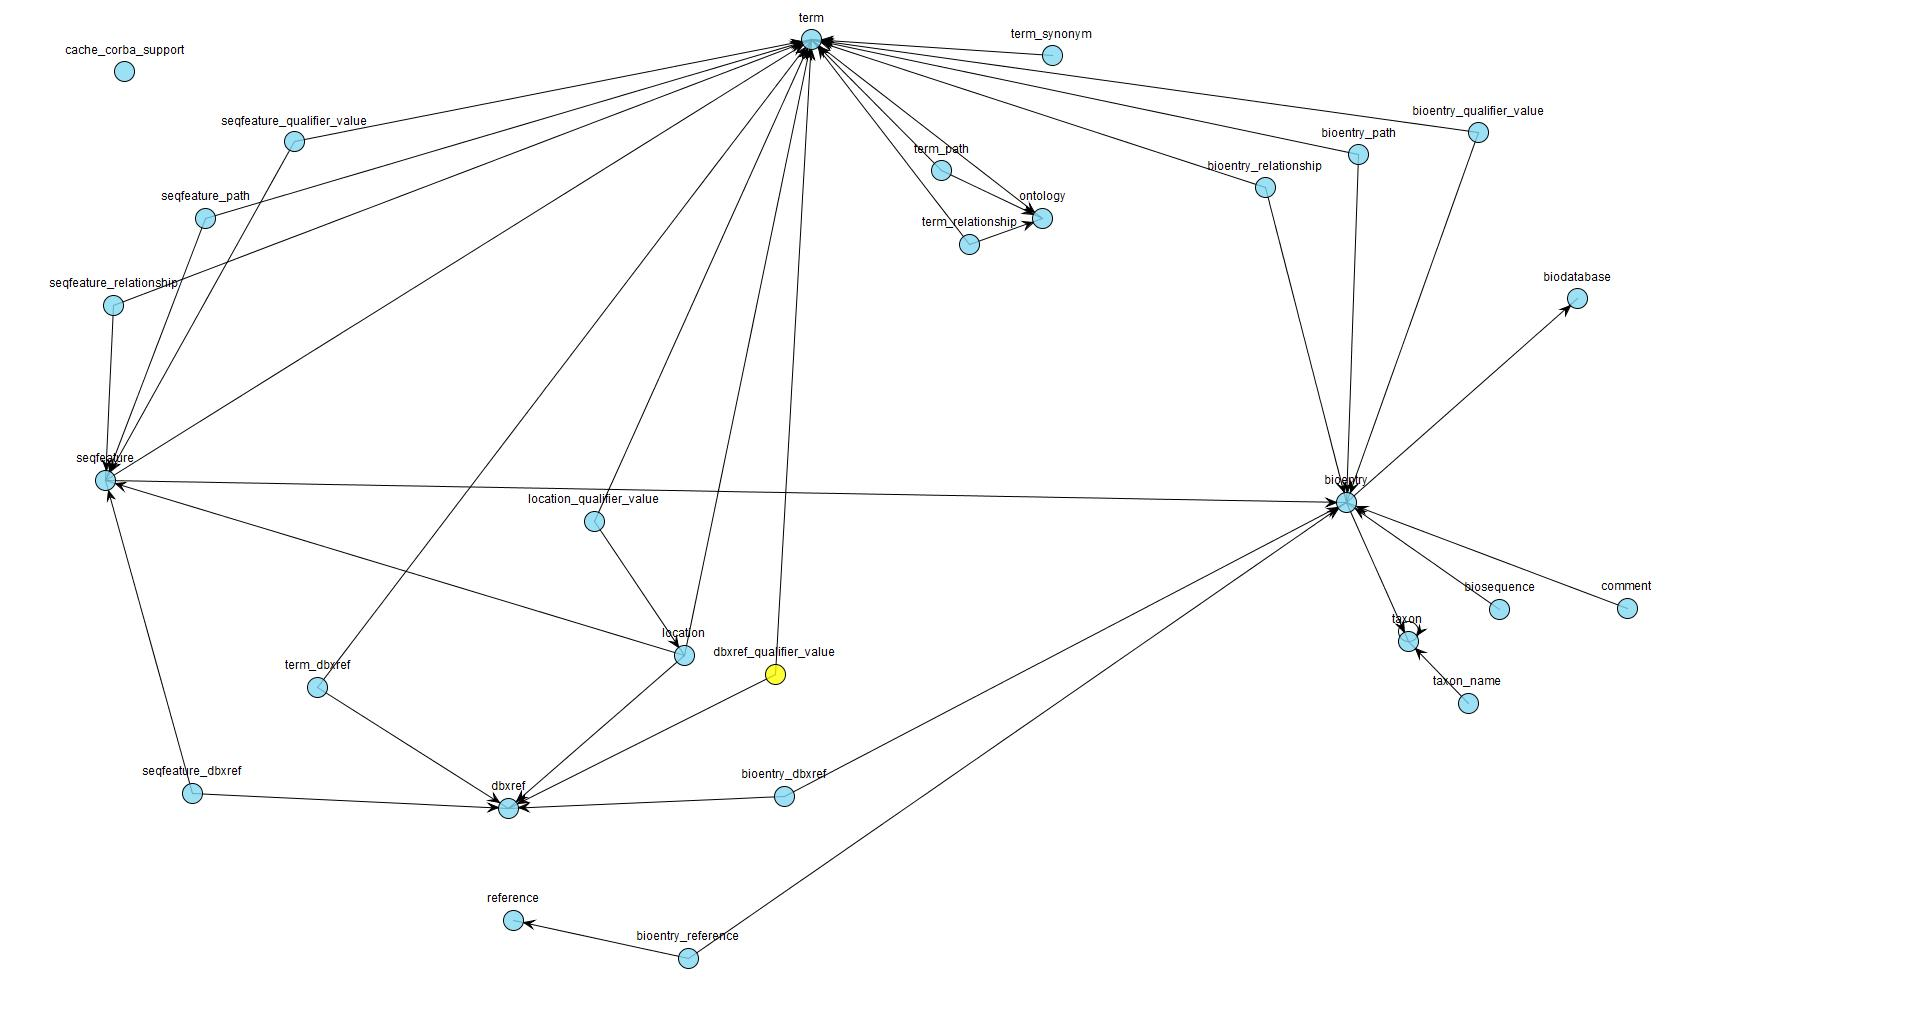 term
term_synonym
cache_corba_support
bioentry_qualifier_value
seqfeature_qualifier_value
bioentry_path
term_path
bioentry_relationship
seqfeature_path
ontology
term_relationship
biodatabase
seqfeature_relationship
seqfeature
bioentry
location_qualifier_value
comment
biosequence
taxon
location
dbxref_qualifier_value
term_dbxref
taxon_name
seqfeature_dbxref
bioentry_dbxref
dbxref
reference
bioentry_reference